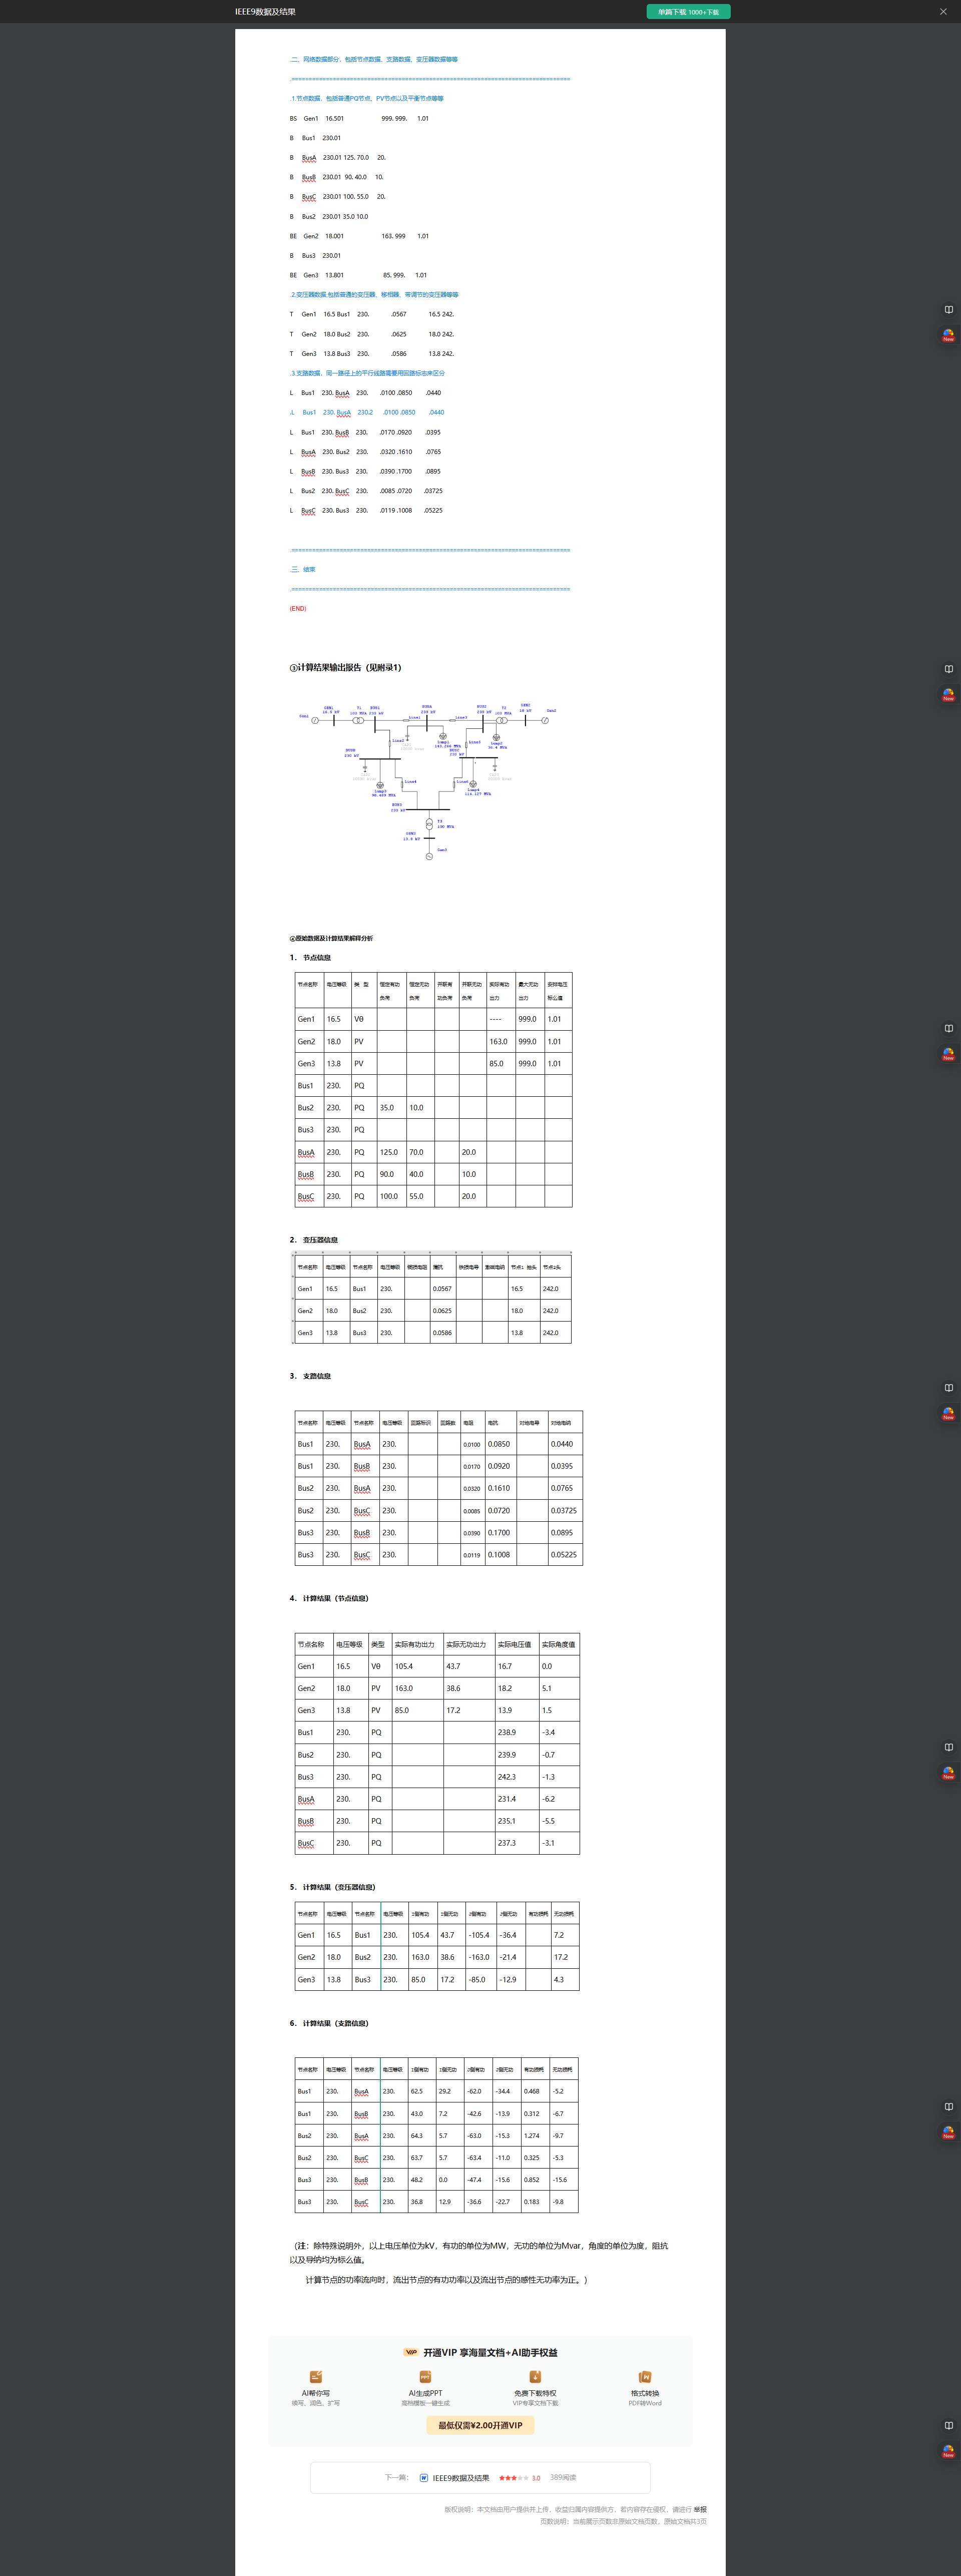 IEEE9数据及结果
单篇下载 1000+下载
.二、网络数据部分，包括节点数据、支路数据、变压器数据等等
.1.节点数据，包括普通PQ节点，PV节点以及平衡节点等等
BS Gen1 16.501 999. 999. 1.01
B Bus1 230.01
B BusA 230.01 125. 70.0 20.
B BusB 230.01 90. 40.0 10.
B BusC 230.01 100. 55.0 20.
B Bus2 230.01 35.0 10.0
BE Gen2 18.001 163. 999 1.01
B Bus3 230.01
BE Gen3 13.801 85. 999. 1.01
.2.变压器数据,包括普通的变压器、移相器、带调节的变压器等等
T Gen1 16.5 Bus1 230. .0567 16.5 242.
T Gen2 18.0 Bus2 230. .0625 18.0 242.
T Gen3 13.8 Bus3 230. .0586 13.8 242.
.3.支路数据，同一路径上的平行线路需要用回路标志来区分
L Bus1 230. BusA 230. .0100 .0850 .0440
.L Bus1 230. BusA 230.2 .0100 .0850 .0440
L Bus1 230. BusB 230. .0170 .0920 .0395
L BusA 230. Bus2 230. .0320 .1610 .0765
L BusB 230. Bus3 230. .0390 .1700 .0895
L Bus2 230. BusC 230. .0085 .0720 .03725
L BusC 230. Bus3 230. .0119 .1008 .05225
.三、结果
(END)
③计算结果输出报告（见附录1）
④原始数据及计算结果解释分析
1. 节点信息
节点名称 电压等级 类 型 恒定有功负荷 恒定无功负荷 并联有功负荷 并联无功负荷 实际有功出力 最大无功出力 安排电压标么值
Gen1 16.5 Vθ ---- 999.0 1.01
Gen2 18.0 PV 163.0 999.0 1.01
Gen3 13.8 PV 85.0 999.0 1.01
Bus1 230. PQ
Bus2 230. PQ 35.0 10.0
Bus3 230. PQ
BusA 230. PQ 125.0 70.0 20.0
BusB 230. PQ 90.0 40.0 10.0
BusC 230. PQ 100.0 55.0 20.0
2. 变压器信息
节点名称 电压等级 节点名称 电压等级 铜损电阻 漏抗 铁损电导 激磁电纳 节点1 抽头 节点2头
Gen1 16.5 Bus1 230. 0.0567 16.5 242.0
Gen2 18.0 Bus2 230. 0.0625 18.0 242.0
Gen3 13.8 Bus3 230. 0.0586 13.8 242.0
3. 支路信息
节点名称 电压等级 节点名称 电压等级 回路标识 回路数 电阻 电抗 对地电导 对地电纳
Bus1 230. BusA 230. 0.0100 0.0850 0.0440
Bus1 230. BusB 230. 0.0170 0.0920 0.0395
Bus2 230. BusA 230. 0.0320 0.1610 0.0765
Bus2 230. BusC 230. 0.0085 0.0720 0.03725
Bus3 230. BusB 230. 0.0390 0.1700 0.0895
Bus3 230. BusC 230. 0.0119 0.1008 0.05225
4. 计算结果（节点信息）
节点名称 电压等级 类型 实际有功出力 实际无功出力 实际电压值 实际角度值
Gen1 16.5 Vθ 105.4 43.7 16.7 0.0
Gen2 18.0 PV 163.0 38.6 18.2 5.1
Gen3 13.8 PV 85.0 17.2 13.9 1.5
Bus1 230. PQ 238.9 -3.4
Bus2 230. PQ 239.9 -0.7
Bus3 230. PQ 242.3 -1.3
BusA 230. PQ 231.4 -6.2
BusB 230. PQ 235.1 -5.5
BusC 230. PQ 237.3 -3.1
5. 计算结果（变压器信息）
节点名称 电压等级 节点名称 电压等级 I侧有功 I侧无功 J侧有功 J侧无功 有功损耗 无功损耗
Gen1 16.5 Bus1 230. 105.4 43.7 -105.4 -36.4 7.2
Gen2 18.0 Bus2 230. 163.0 38.6 -163.0 -21.4 17.2
Gen3 13.8 Bus3 230. 85.0 17.2 -85.0 -12.9 4.3
6. 计算结果（支路信息）
节点名称 电压等级 节点名称 电压等级 I侧有功 I侧无功 J侧有功 J侧无功 有功损耗 无功损耗
Bus1 230. BusA 230. 62.5 29.2 -62.0 -34.4 0.468 -5.2
Bus1 230. BusB 230. 43.0 7.2 -42.6 -13.9 0.312 -6.7
Bus2 230. BusA 230. 64.3 5.7 -63.0 -15.3 1.274 -9.7
Bus2 230. BusC 230. 63.7 5.7 -63.4 -11.0 0.325 -5.3
Bus3 230. BusB 230. 48.2 0.0 -47.4 -15.6 0.852 -15.6
Bus3 230. BusC 230. 36.8 12.9 -36.6 -22.7 0.183 -9.8
（注：除特殊说明外，以上电压单位为kV，有功的单位为MW，无功的单位为Mvar，角度的单位为度，阻抗
以及导纳均为标么值。
计算节点的功率流向时，流出节点的有功功率以及流出节点的感性无功率为正。）
VIP 开通VIP 享海量文档+AI助手权益
AI帮你写 AI生成PPT 免费下载特权 格式转换
编写、润色、扩写 高档模板一键生成 VIP专享文档下载 PDF转Word
最低仅需¥2.00开通VIP
下一篇： IEEE9数据及结果 3.0 389阅读
版权说明：本文档由用户提供并上传，收益归属内容提供方，若内容存在侵权，请进行 举报
页数说明：当前展示页数非原始文档页数，原始文档共3页